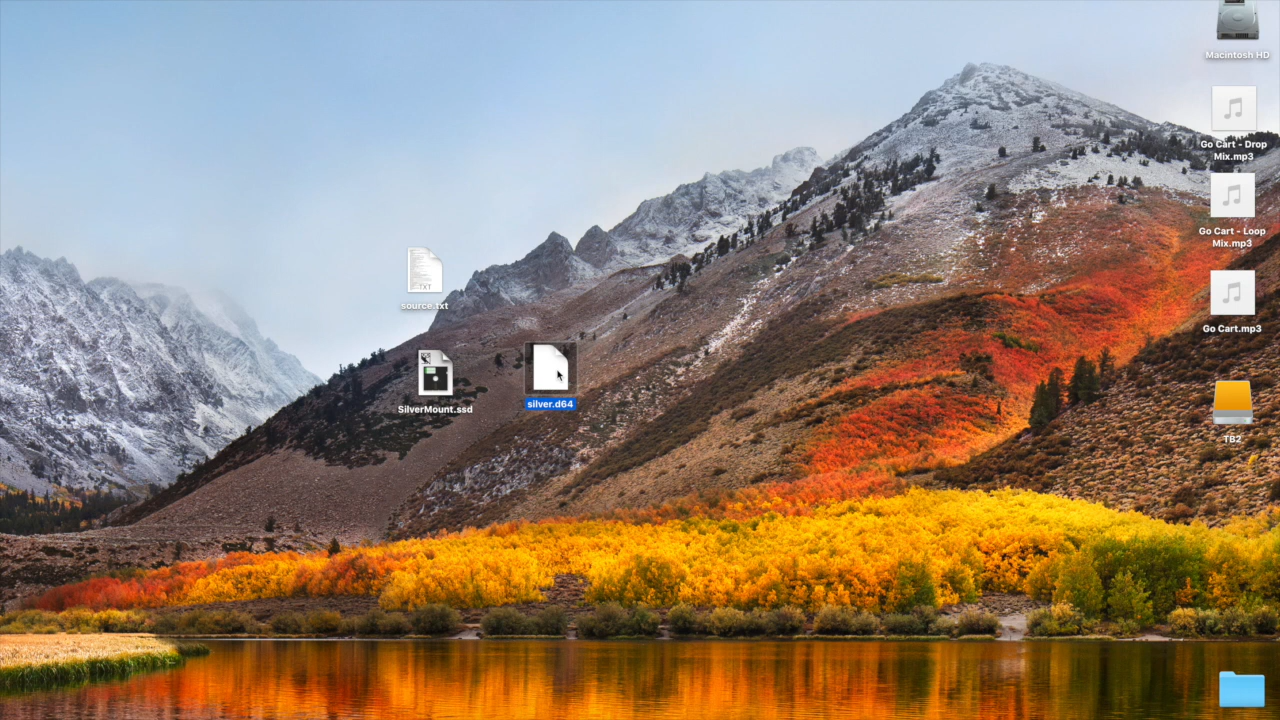 Macintosh HD
Go Cart - Drop
Mix.mp3
Go Cart - Loop
Mix.mp3
TXT
source.txt
Go Cart.mp3
SilverMount.ssd
silver.d64
TB2